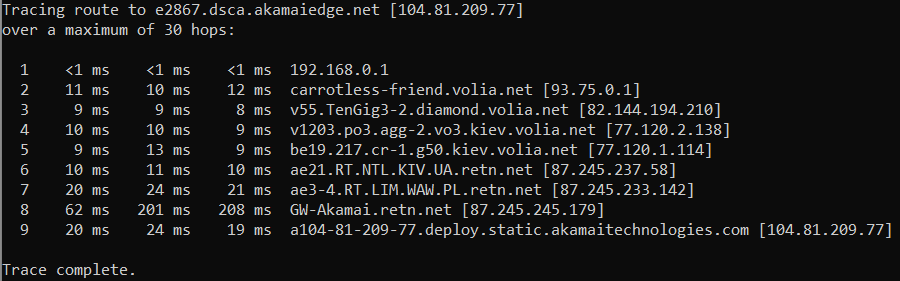 Tracing route to e2867.dsca.akamaiedge.net [104.81.209.77]
over a maximum of 30 hops:
1 <1 ms <1 ms <1 ms 192.168.0.1
2 11 ms 10 ms 12 ms carrotless-friend.volia.net [93.75.0.1]
3 9 ms 9 ms 8 ms v55.TenGig3-2.diamond.volia.net [82.144.194.210]
4 10 ms 10 ms 9 ms v1203.po3.agg-2.vo3.kiev.volia.net [77.120.2.138]
5 9 ms 13 ms 9 ms be19.217.cr-1.g50.kiev.volia.net [77.120.1.114]
6 10 ms 11 ms 10 ms ae21.RT.NTL.KIV.UA.retn.net [87.245.237.58]
7 20 ms 24 ms 21 ms ae3-4.RT.LIM.WAW.PL.retn.net [87.245.233.142]
8 62 ms 201 ms 208 ms GW-Akamai.retn.net [87.245.245.179]
9 20 ms 24 ms 19 ms a104-81-209-77.deploy.static.akamaitechnologies.com [104.81.209.77]
Trace complete.